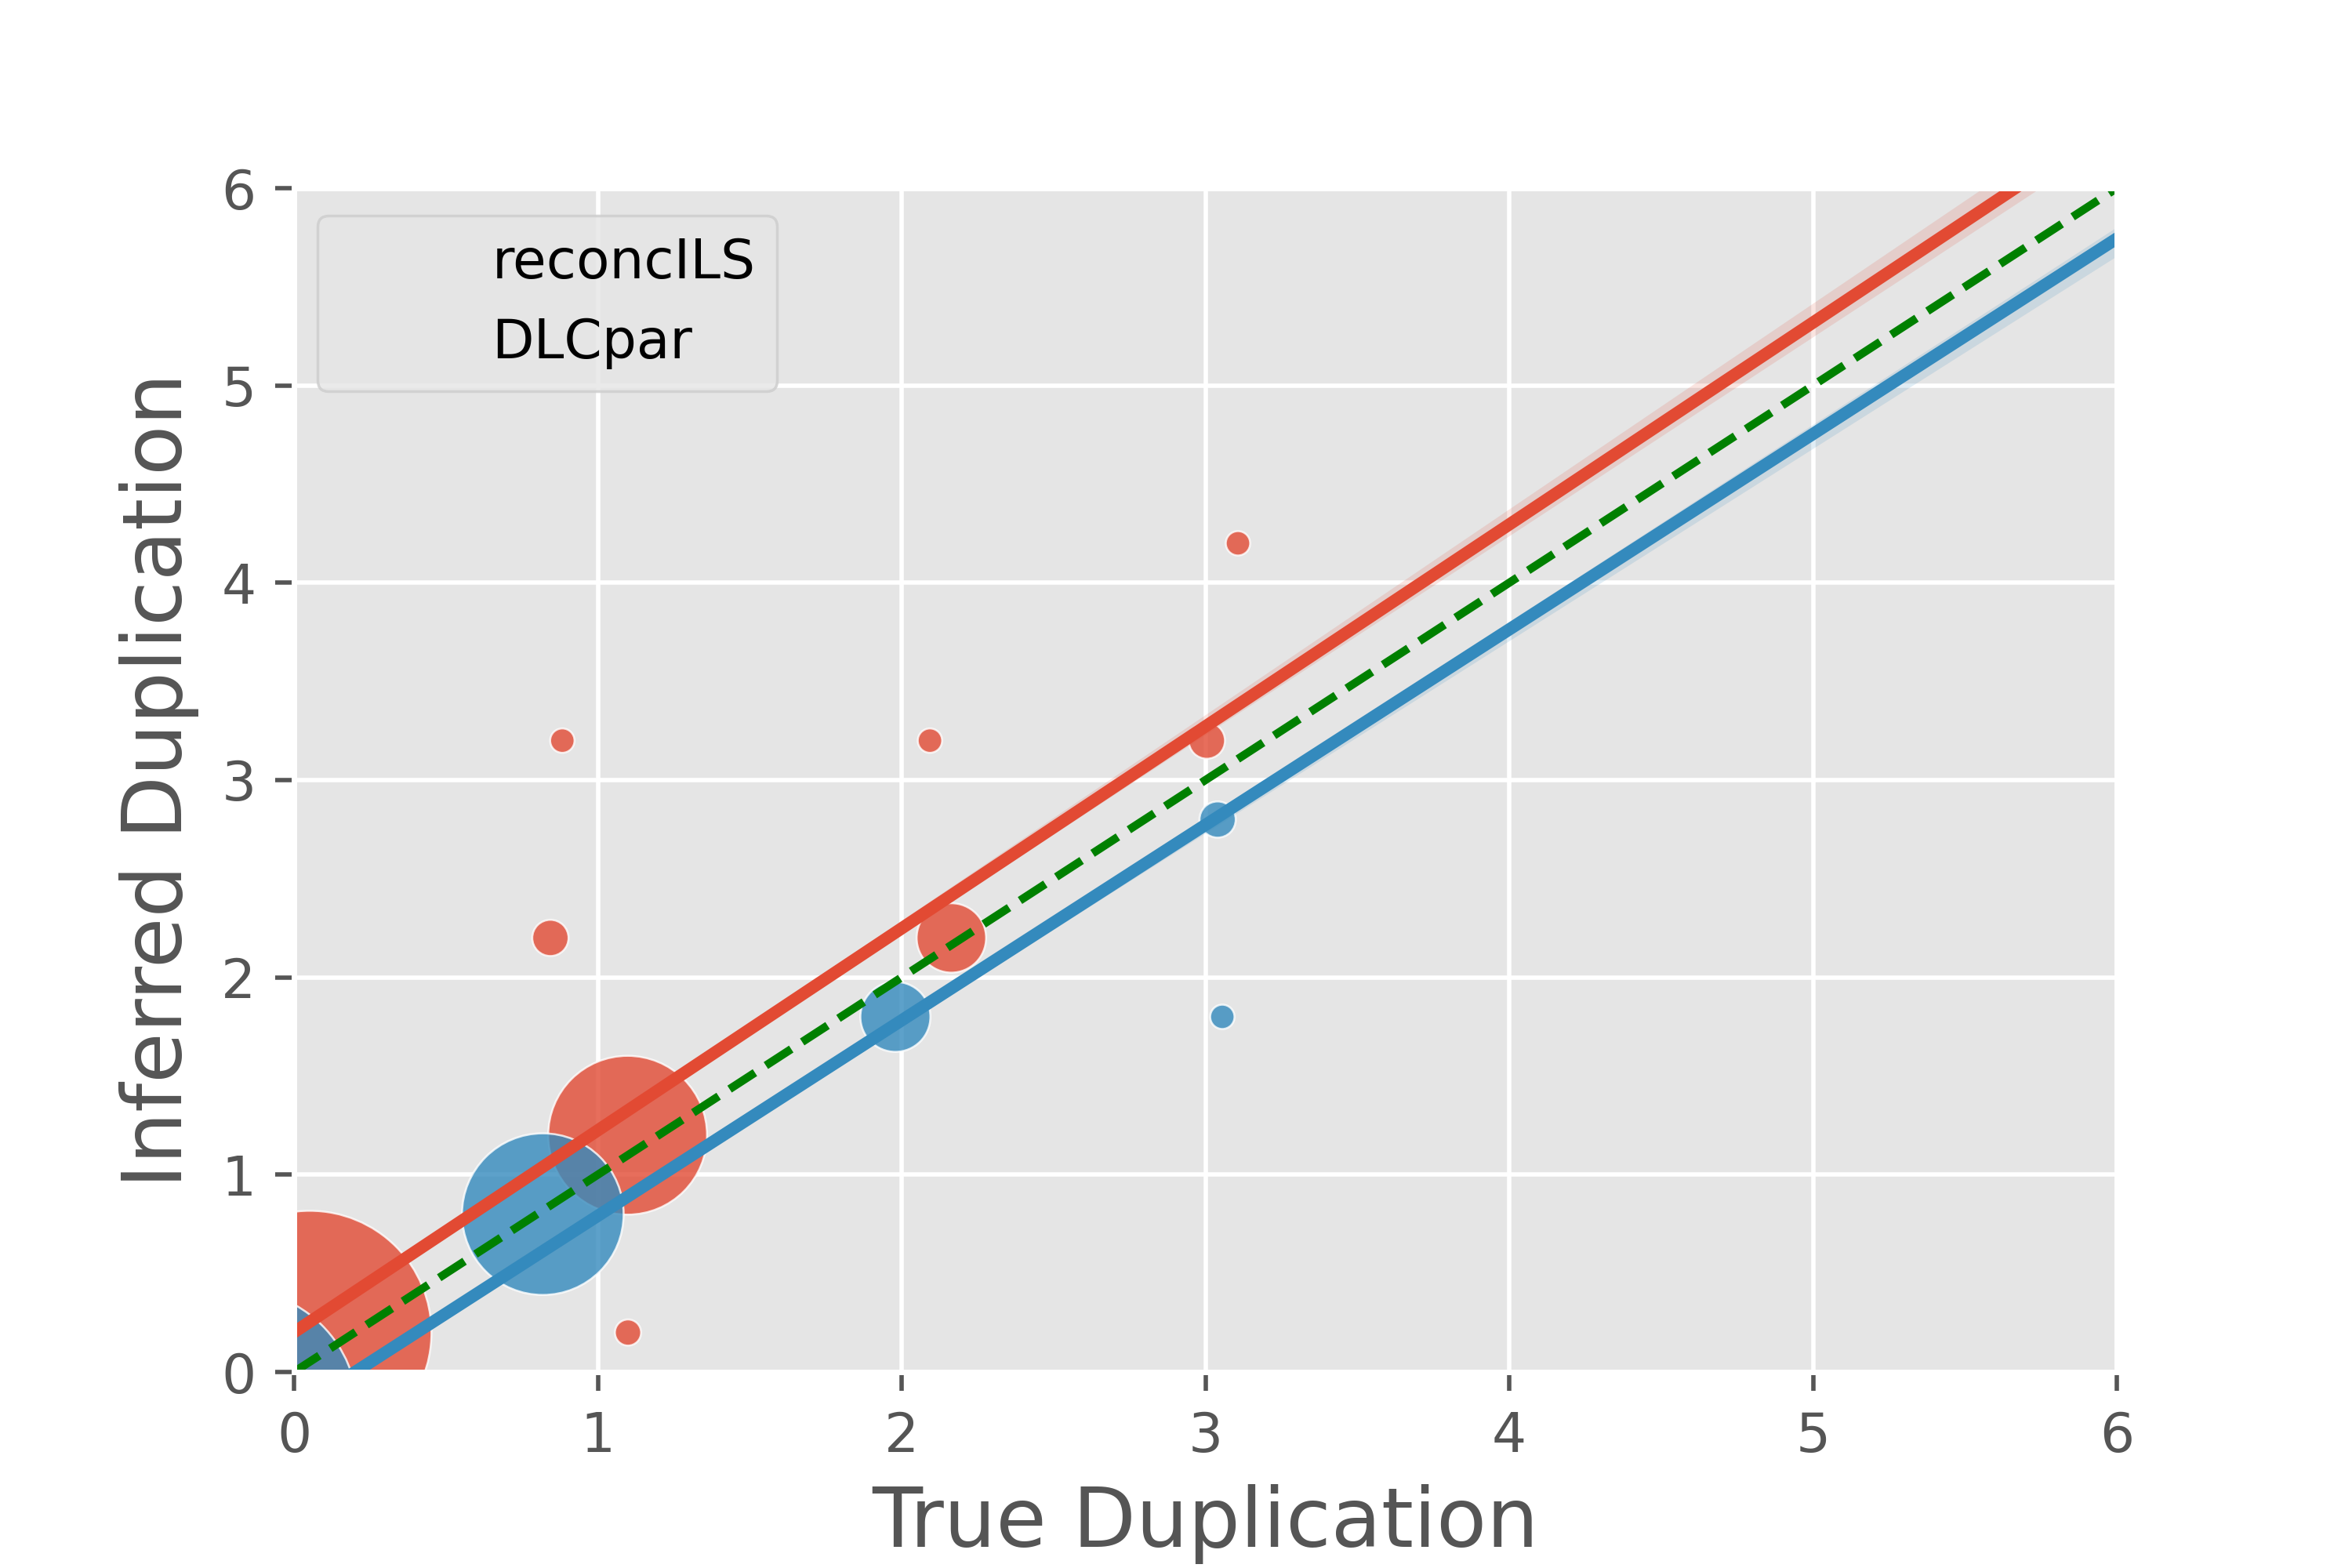 6
5
4
3
2
1
0
Inferred Duplication
reconcILS
DLCpar
0 1 2 3 4 5 6
True Duplication